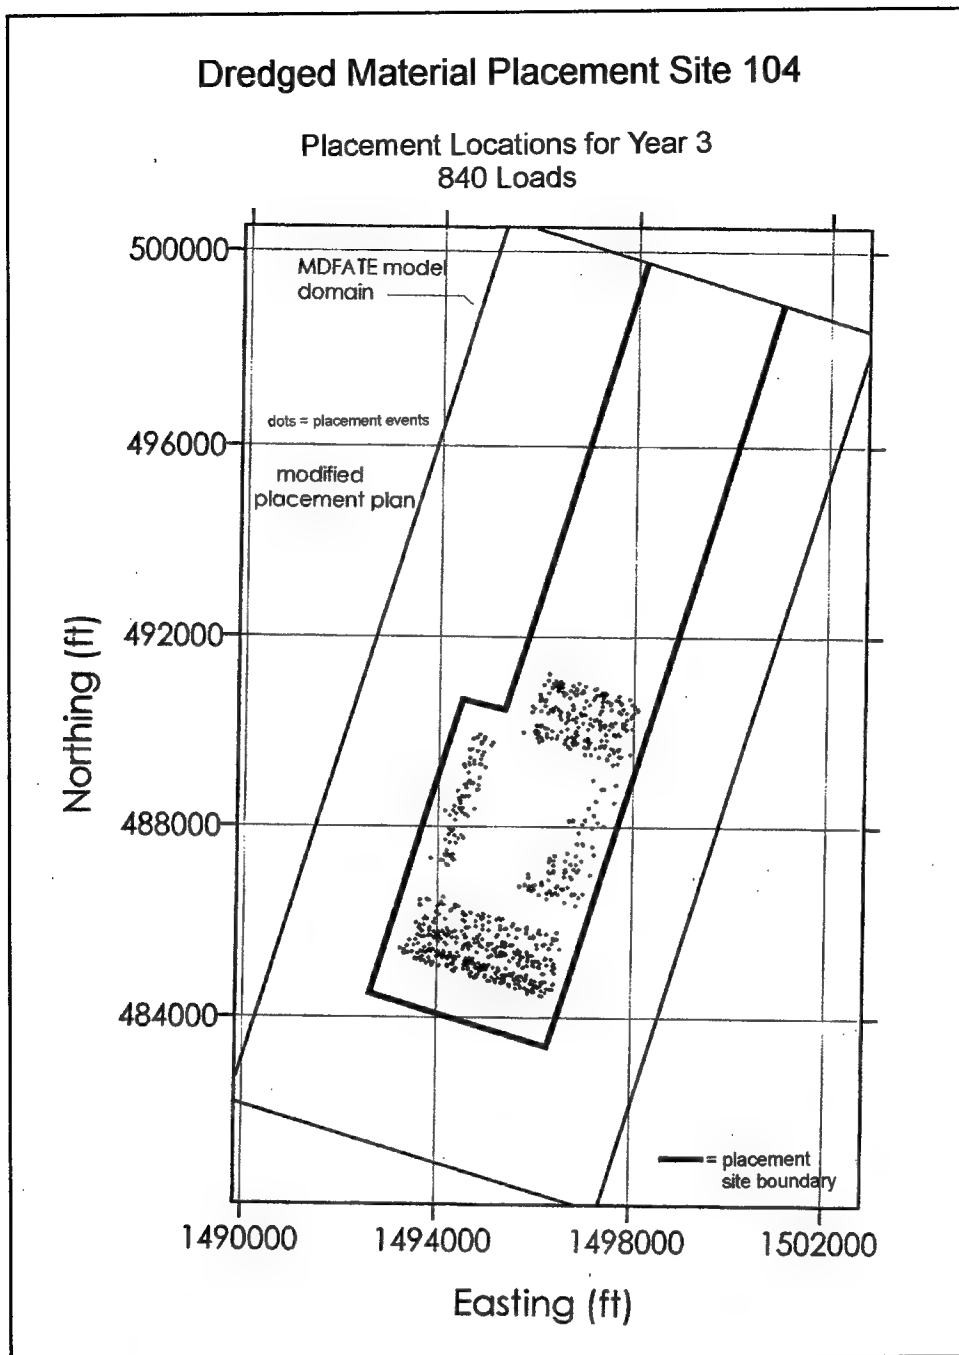 Dredged Material Placement Site 104
Placement Locations for Year 3
840 Loads
500000
MDFATE model
domain
dots = placement events
496000
modified
placement plan
492000
Northing (ft)
488000
484000
= placement
site boundary
1490000
1494000
1498000
1502000
Easting (ft)